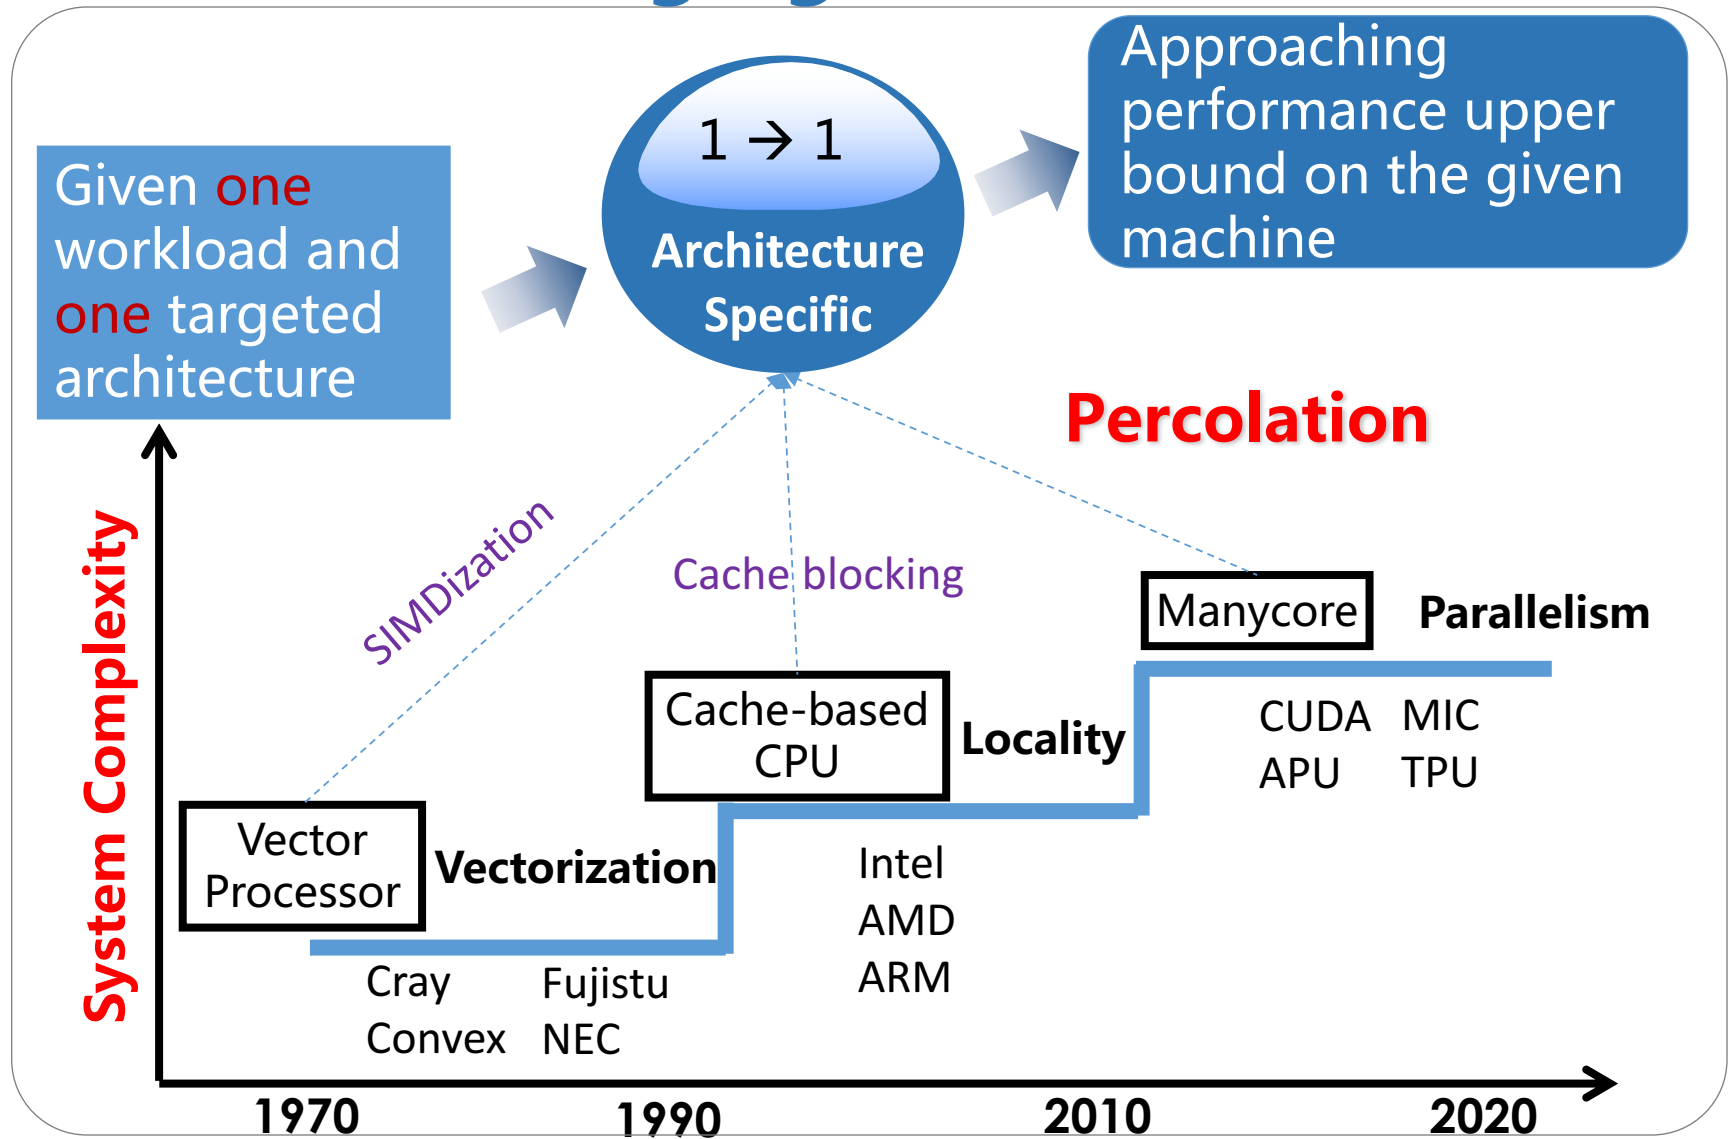 Given one
workload and
one targeted
architecture
1 → 1
Architecture
Specific
Approaching
performance upper
bound on the given
machine
Percolation
SIMDization
Cache blocking
System Complexity
Manycore
Parallelism
Cache-based
CPU
Locality
CUDA MIC
APU TPU
Vector
Processor
Vectorization
Intel
AMD
ARM
Cray Fujistu
Convex NEC
1970 1990 2010 2020